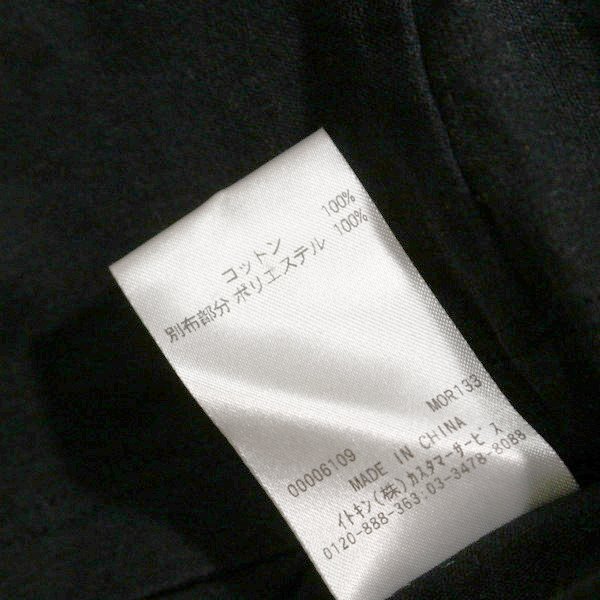 コットン 100%
別布部分 ポリエステル 100%
00006109 MOR133
MADE IN CHINA
イトキン(株)カスタマーサービス
0120-888-363:03-3478-8088